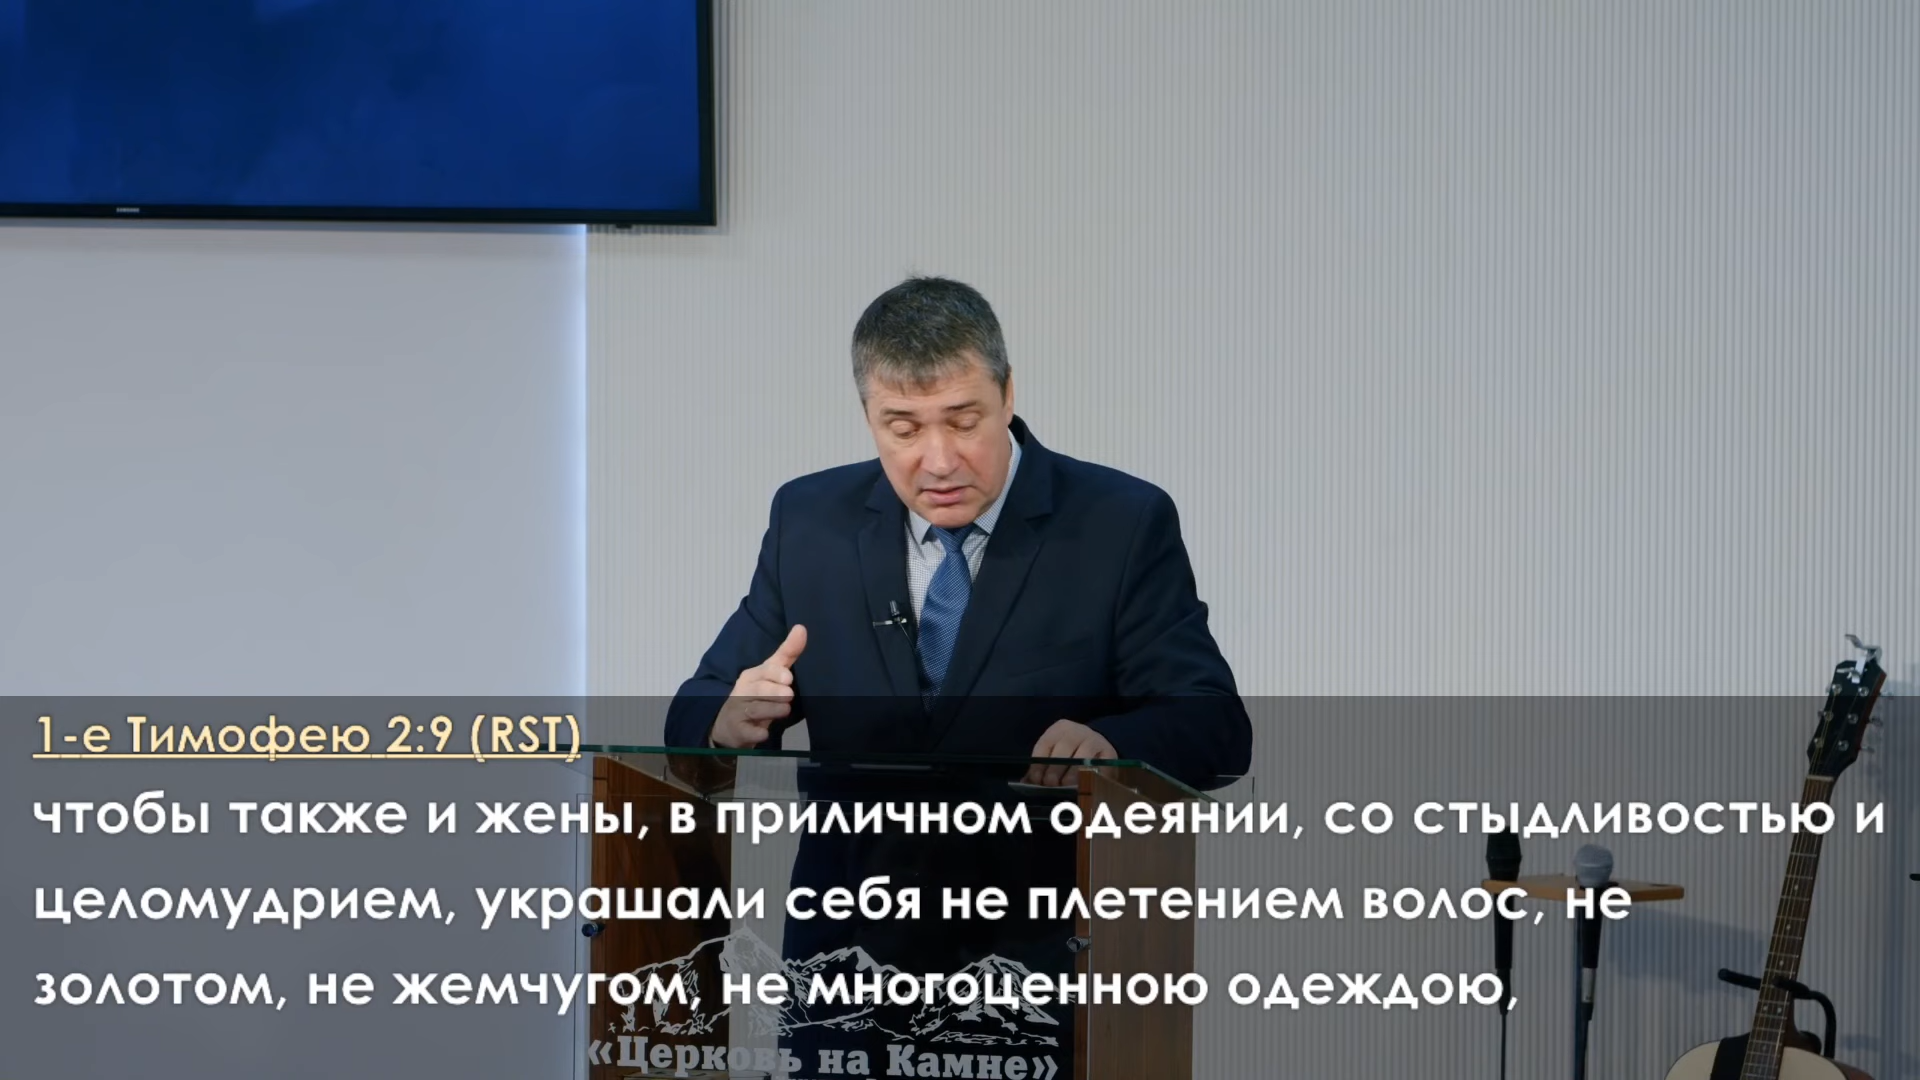 SAMSUNG
1-е Тимофею 2:9 (RST)
чтобы также и жены, в приличном одеянии, со стыдливостью и
целомудрием, украшали себя не плетением волос, не
золотом, не жемчугом, не многоценною одеждою,
«Церковь на Камне»